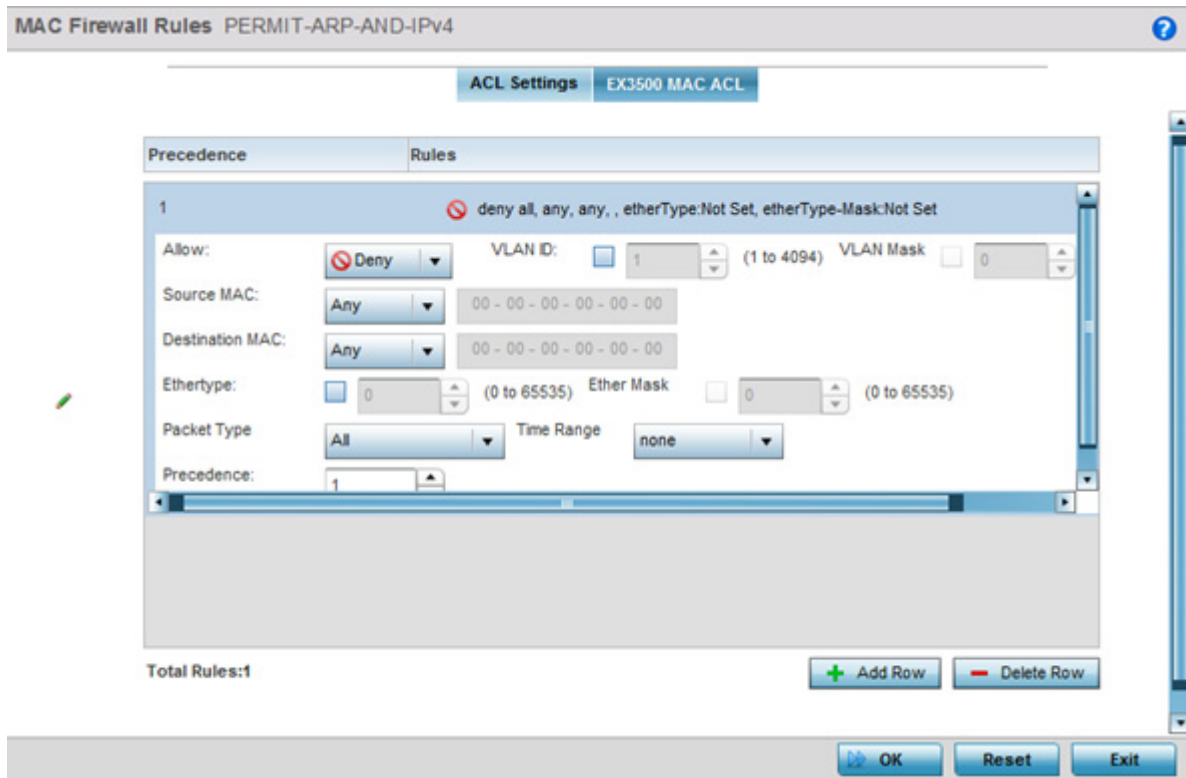 MAC Firewall Rules PERMIT-ARP-AND-IPv4 ?
ACL Settings EX3500 MAC ACL
Precedence Rules
1 deny all, any, any, , etherType:Not Set, etherType-Mask:Not Set
Allow: Deny VLAN ID: 1 (1 to 4094) VLAN Mask 0
Source MAC: Any 00 - 00 - 00 - 00 - 00 - 00
Destination MAC: Any 00 - 00 - 00 - 00 - 00 - 00
Ethertype: 0 (0 to 65535) Ether Mask 0 (0 to 65535)
Packet Type All Time Range none
Precedence: 1
Total Rules:1 Add Row Delete Row
OK Reset Exit